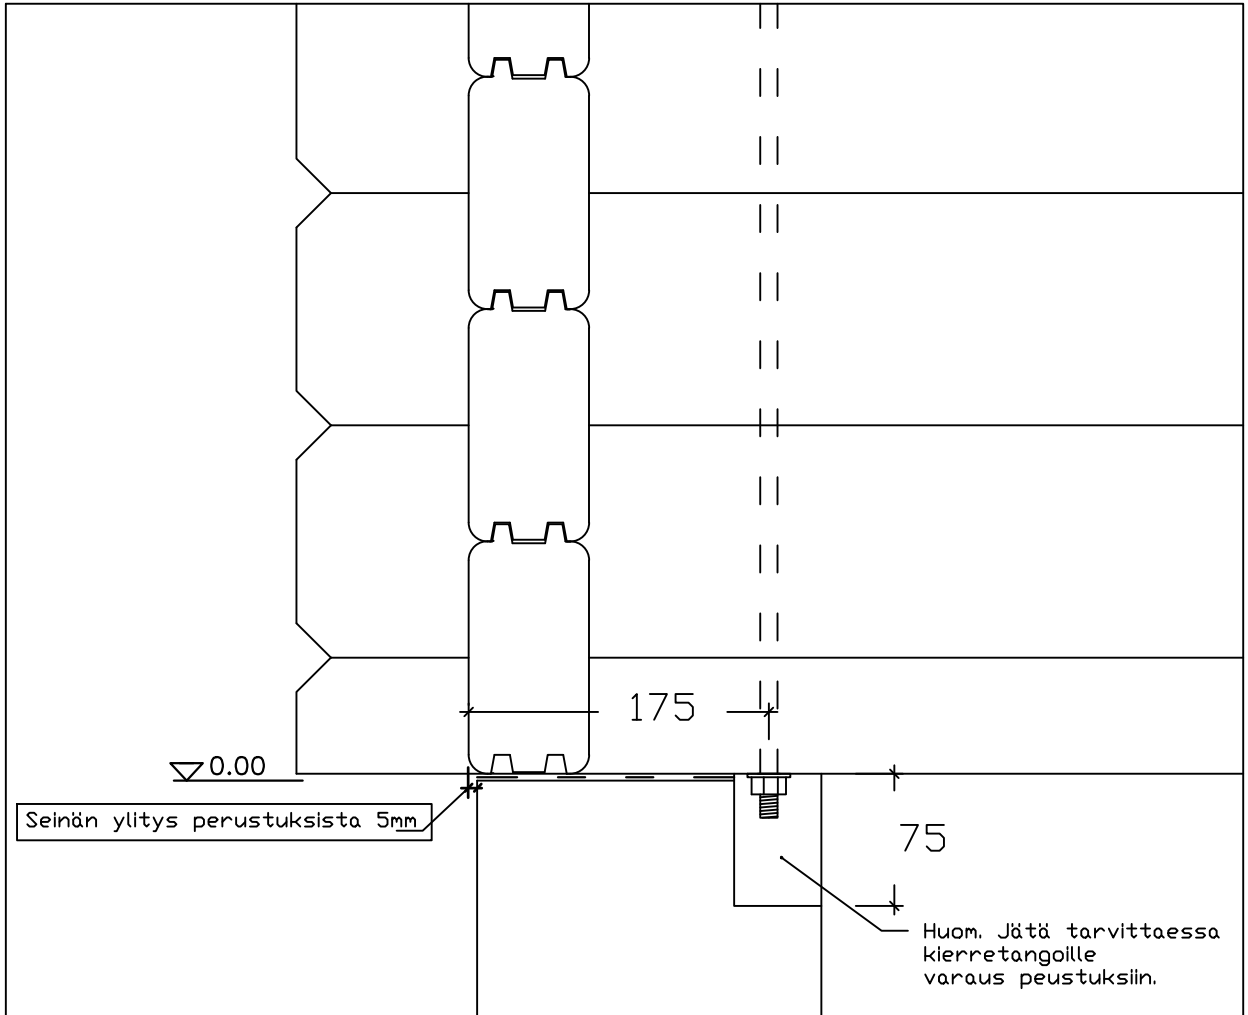 175
0.00
Seinän ylitys perustuksista 5mm
75
Huom. Jätä tarvittaessa
kierretangoille
varaus peustuksiin.